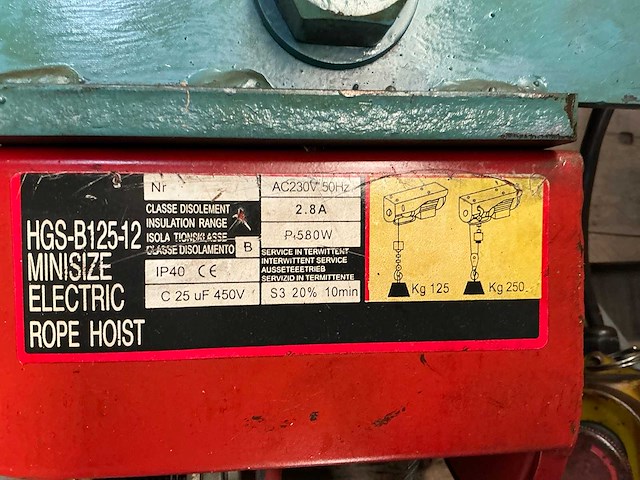 HGS-B125-12
MINISIZE
ELECTRIC
ROPE HOIST
Nr
CLASSE DISOLEMENT
INSULATION RANGE
ISOLA TIONSKLASSE
CLASSE DISOLAMENTO
B
IP40 CE
C 25 uF 450V
AC230V 50Hz
2.8A
P₁580W
SERVICE IN TERWITTENT
INTERWITTENT SERVICE
AUSSETEETRIEB
SERVIZIO IN TERMITTENTE
S3 20% 10min
Kg 125
Kg 250